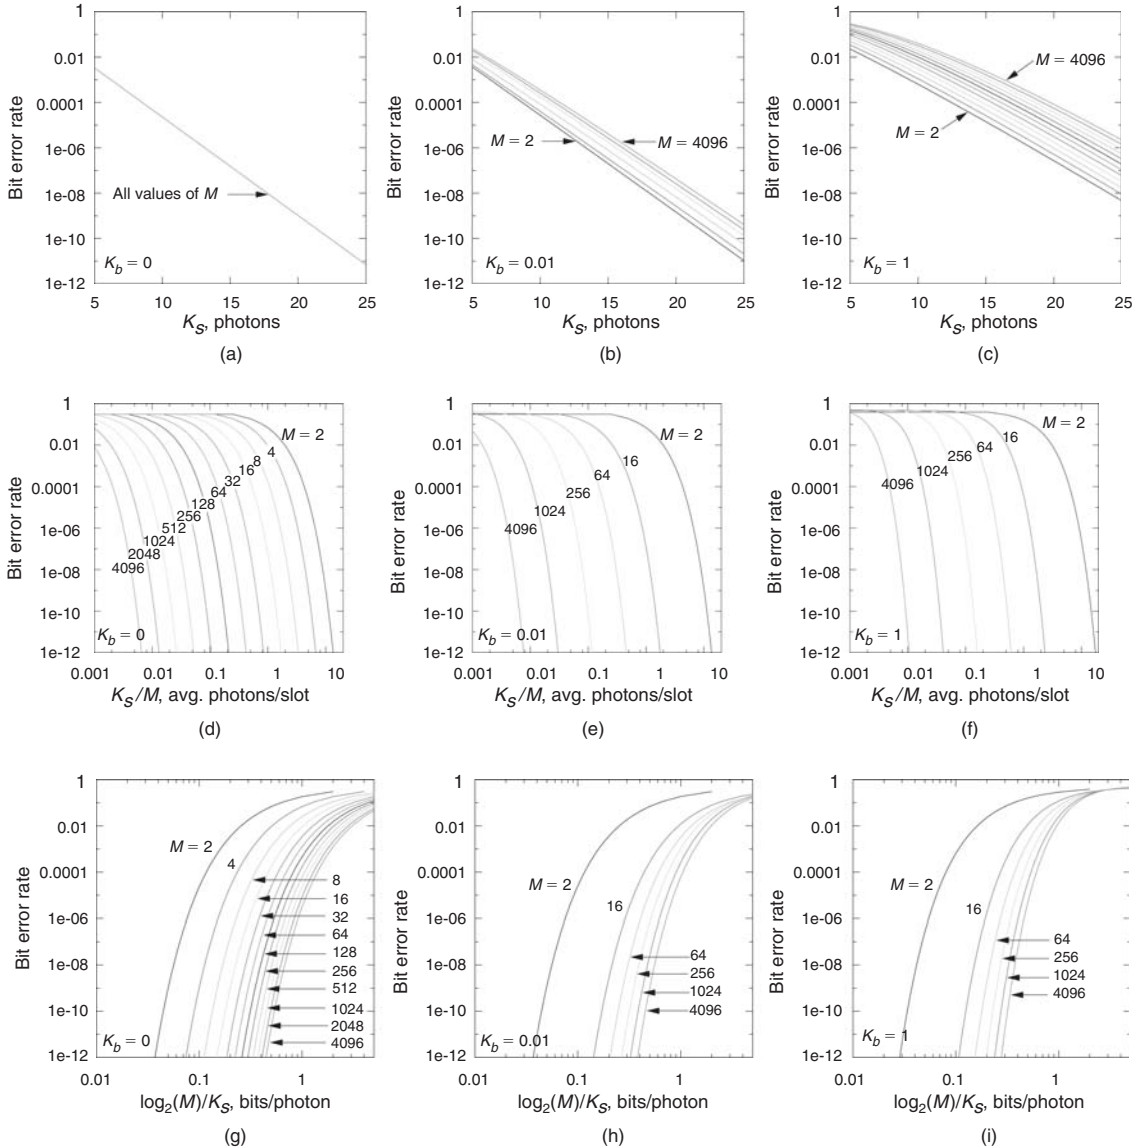 1
0.01
0.0001
1e-06
1e-08
1e-10
1e-12
Bit error rate
All values of M
K_b = 0
5 10 15 20 25
K_S, photons
(a)
1
0.01
0.0001
1e-06
1e-08
1e-10
1e-12
Bit error rate
M = 2
M = 4096
K_b = 0.01
5 10 15 20 25
K_S, photons
(b)
1
0.01
0.0001
1e-06
1e-08
1e-10
1e-12
Bit error rate
M = 4096
M = 2
K_b = 1
5 10 15 20 25
K_S, photons
(c)
1
0.01
0.0001
1e-06
1e-08
1e-10
1e-12
Bit error rate
M = 2
4
8
16
32
64
128
256
512
1024
2048
4096
K_b = 0
0.001 0.01 0.1 1 10
K_S/M, avg. photons/slot
(d)
1
0.01
0.0001
1e-06
1e-08
1e-10
1e-12
Bit error rate
M = 2
16
64
256
1024
4096
K_b = 0.01
0.001 0.01 0.1 1 10
K_S/M, avg. photons/slot
(e)
1
0.01
0.0001
1e-06
1e-08
1e-10
1e-12
Bit error rate
M = 2
16
64
256
1024
4096
K_b = 1
0.001 0.01 0.1 1 10
K_S/M, avg. photons/slot
(f)
1
0.01
0.0001
1e-06
1e-08
1e-10
1e-12
Bit error rate
M = 2
4
8
16
32
64
128
256
512
1024
2048
4096
K_b = 0
0.01 0.1 1
log₂(M)/K_S, bits/photon
(g)
1
0.01
0.0001
1e-06
1e-08
1e-10
1e-12
Bit error rate
M = 2
16
64
256
1024
4096
K_b = 0.01
0.01 0.1 1
log₂(M)/K_S, bits/photon
(h)
1
0.01
0.0001
1e-06
1e-08
1e-10
1e-12
Bit error rate
M = 2
16
64
256
1024
4096
K_b = 1
0.01 0.1 1
log₂(M)/K_S, bits/photon
(i)